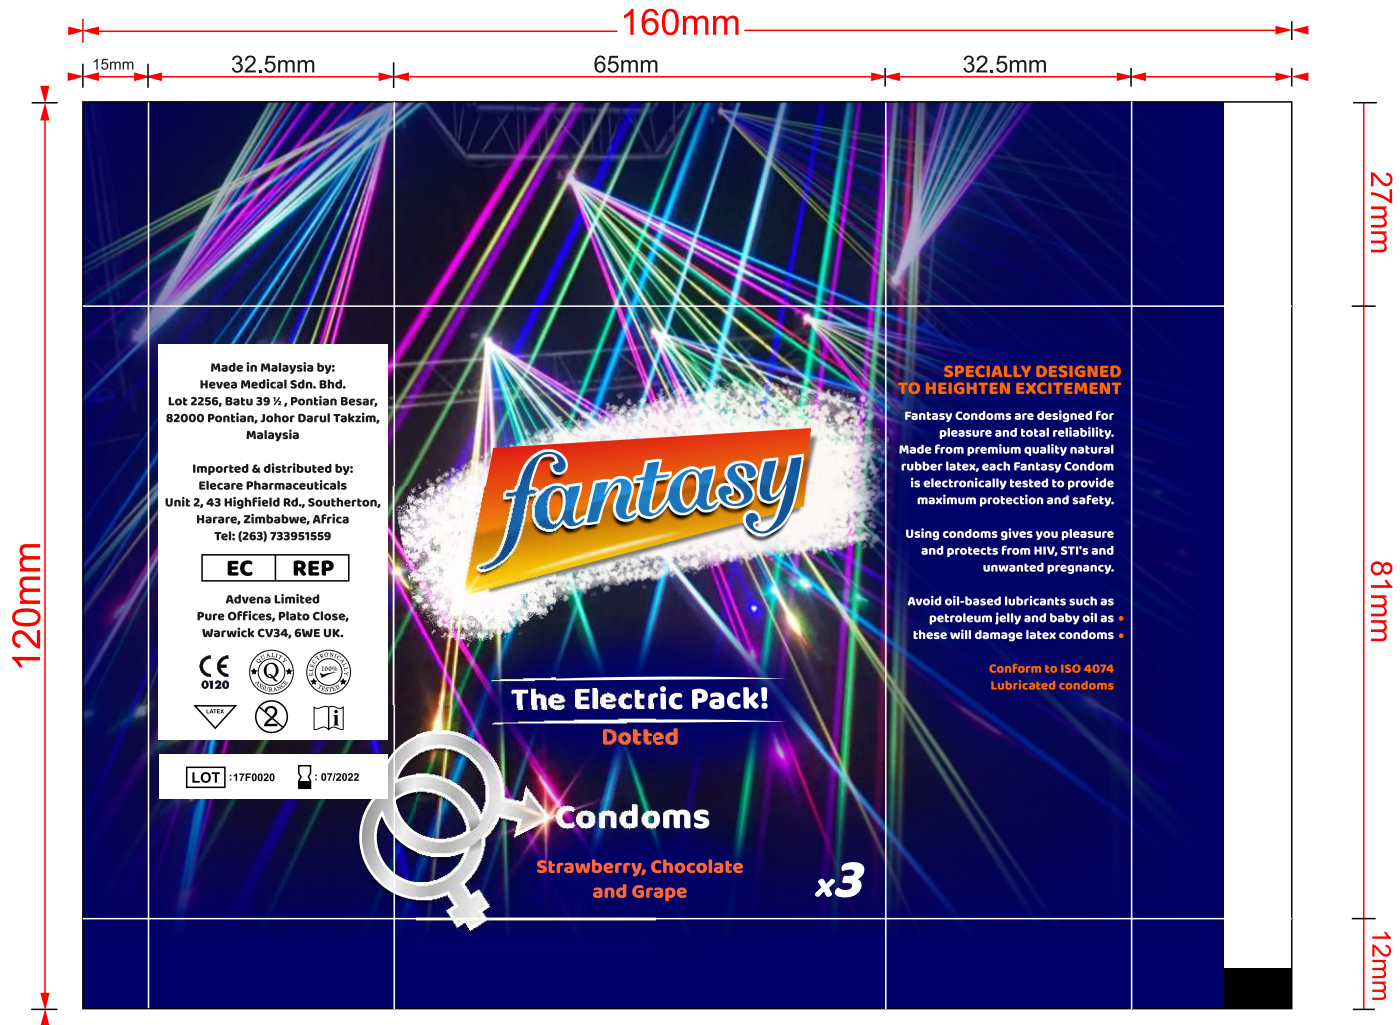 160mm
15mm
32.5mm
65mm
32.5mm
27mm
81mm
12mm
120mm
Made in Malaysia by:
Hevea Medical Sdn. Bhd.
Lot 2256, Batu 39 ½ , Pontian Besar,
82000 Pontian, Johor Darul Takzim,
Malaysia
Imported & distributed by:
Elecare Pharmaceuticals
Unit 2, 43 Highfield Rd., Southerton,
Harare, Zimbabwe, Africa
Tel: (263) 733951559
EC REP
Advena Limited
Pure Offices, Plato Close,
Warwick CV34, 6WE UK.
CE
0120
QUALITY
Q
ASSURANCE
ELECTRONICALLY
100%
TESTED
LATEX
2
i
LOT :17F0020
: 07/2022
fantasy
The Electric Pack!
Dotted
Condoms
Strawberry, Chocolate
and Grape
x3
SPECIALLY DESIGNED
TO HEIGHTEN EXCITEMENT
Fantasy Condoms are designed for
pleasure and total reliability.
Made from premium quality natural
rubber latex, each Fantasy Condom
is electronically tested to provide
maximum protection and safety.
Using condoms gives you pleasure
and protects from HIV, STI's and
unwanted pregnancy.
Avoid oil-based lubricants such as
petroleum jelly and baby oil as •
these will damage latex condoms •
Conform to ISO 4074
Lubricated condoms